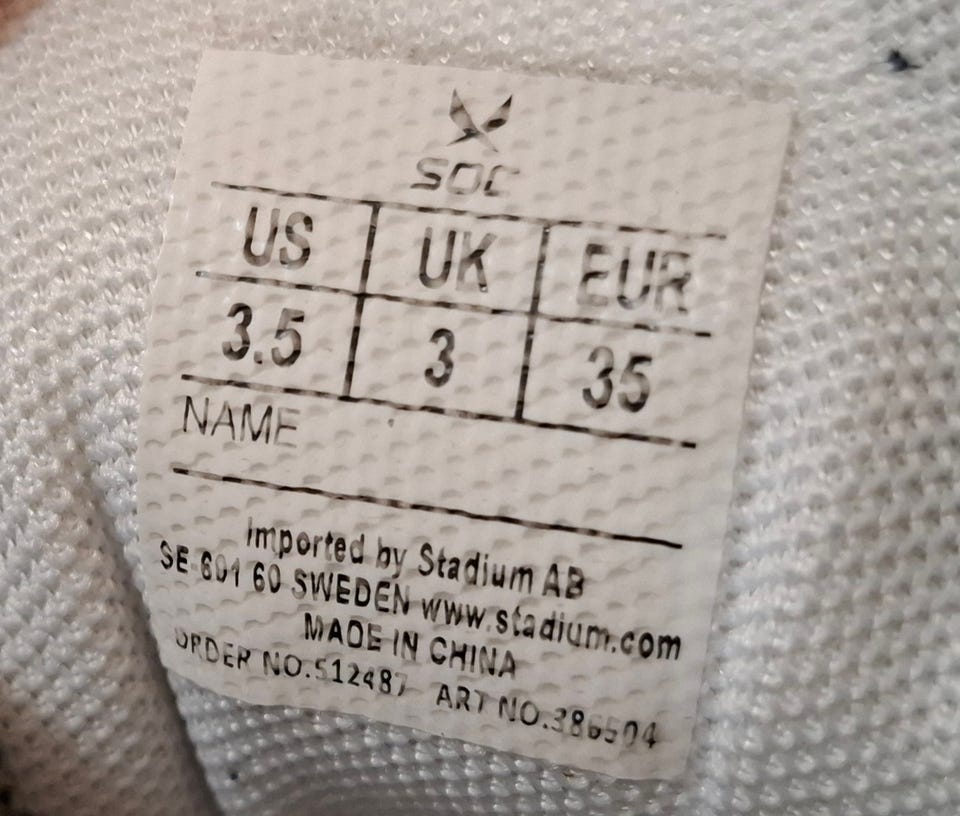 SOC
US UK EUR
3.5 3 35
NAME
Imported by Stadium AB
SE-601 60 SWEDEN www.stadium.com
MADE IN CHINA
ORDER NO.512487 ART NO.386504